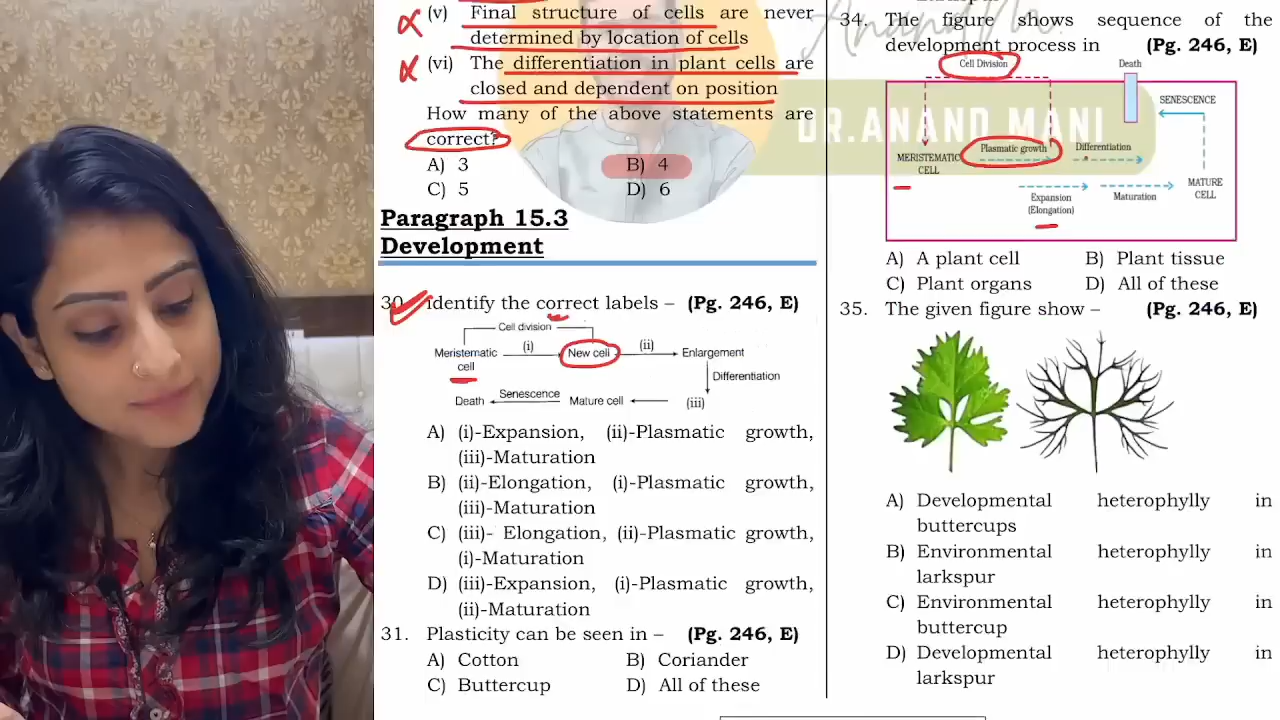 (v) Final structure of cells are never
determined by location of cells
(vi) The differentiation in plant cells are
closed and dependent on position
How many of the above statements are
correct?
A) 3 B) 4
C) 5 D) 6
Paragraph 15.3
Development
30. identify the correct labels – (Pg. 246, E)
Cell division
Meristematic
cell
(i)
New cell
(ii)
Enlargement
Differentiation
(iii)
Mature cell
Senescence
Death
A) (i)-Expansion, (ii)-Plasmatic growth,
(iii)-Maturation
B) (ii)-Elongation, (i)-Plasmatic growth,
(iii)-Maturation
C) (iii)- Elongation, (ii)-Plasmatic growth,
(i)-Maturation
D) (iii)-Expansion, (i)-Plasmatic growth,
(ii)-Maturation
31. Plasticity can be seen in – (Pg. 246, E)
A) Cotton B) Coriander
C) Buttercup D) All of these
34. The figure shows sequence of the
development process in (Pg. 246, E)
Cell Division
Death
SENESCENCE
DR.ANAND MANI
Plasmatic growth
Differentiation
MERISTEMATIC
CELL
Expansion
(Elongation)
Maturation
MATURE
CELL
A) A plant cell B) Plant tissue
C) Plant organs D) All of these
35. The given figure show – (Pg. 246, E)
A) Developmental heterophylly in
buttercups
B) Environmental heterophylly in
larkspur
C) Environmental heterophylly in
buttercup
D) Developmental heterophylly in
larkspur